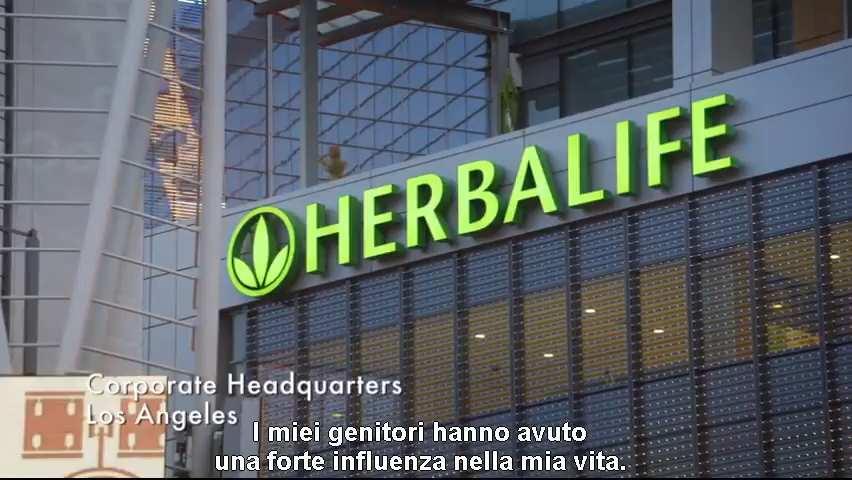 HERBALIFE
Corporate Headquarters
Los Angeles
I miei genitori hanno avuto
una forte influenza nella mia vita.